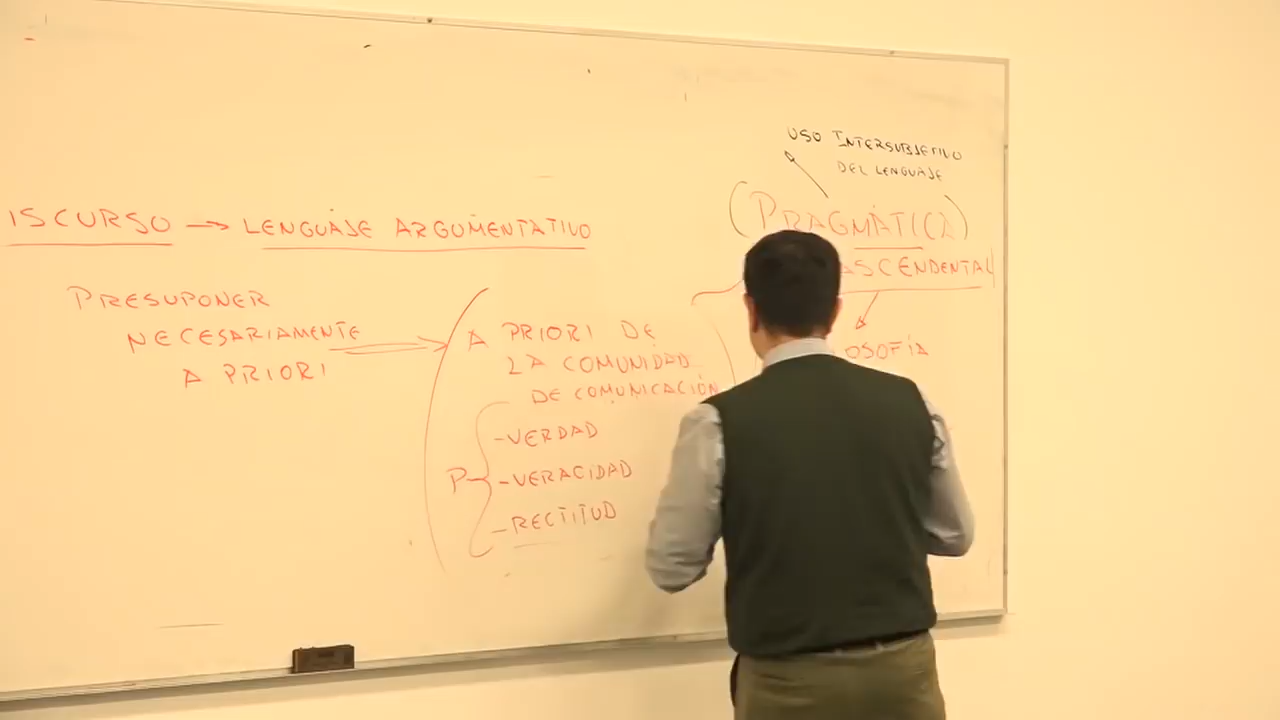 ISCURSO → LENGUAJE ARGUMENTATIVO
PRESUPONER
NECESARIAMENTE
A PRIORI
A PRIORI DE
LA COMUNIDAD
DE COMUNICACIÓN
P
-VERDAD
-VERACIDAD
-RECTITUD
USO INTERSUBJETIVO
DEL LENGUAJE
(PRAGMÁTICA)
ASCENDENTAL
OSOFÍA